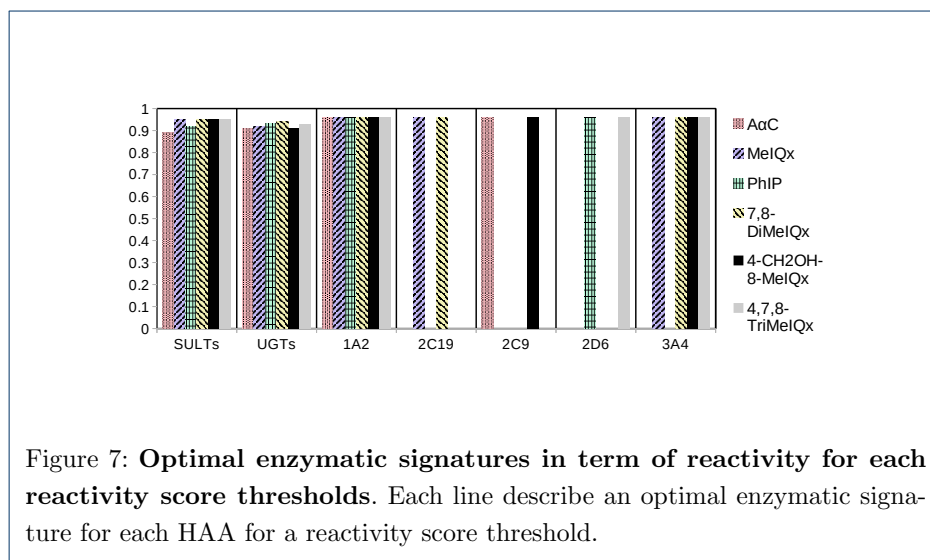 1
0.9
0.8
0.7
0.6
0.5
0.4
0.3
0.2
0.1
0
SULTs
UGTs
1A2
2C19
2C9
2D6
3A4
AαC
MeIQx
PhIP
7,8-
DiMeIQx
4-CH2OH-
8-MeIQx
4,7,8-
TriMeIQx
Figure 7: Optimal enzymatic signatures in term of reactivity for each
reactivity score thresholds. Each line describe an optimal enzymatic signa-
ture for each HAA for a reactivity score threshold.